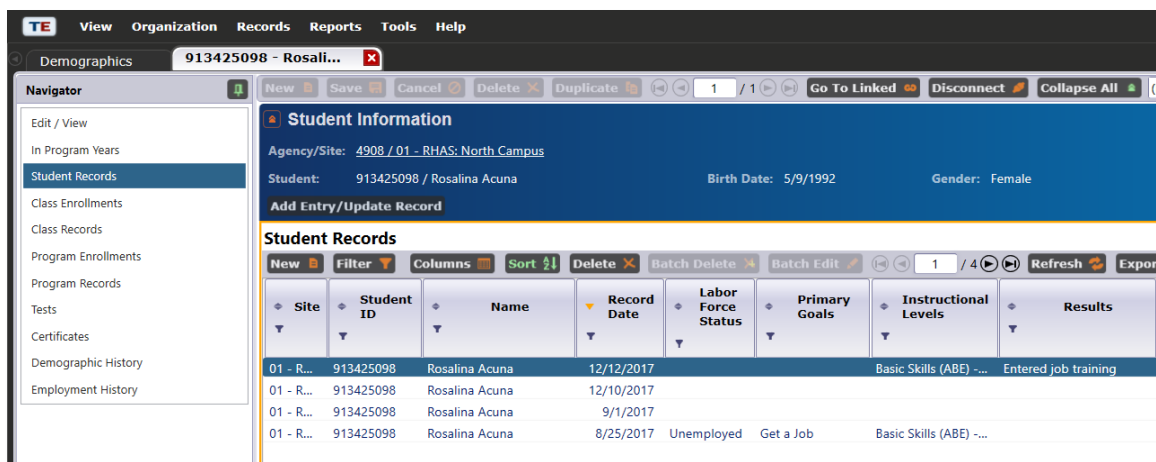 TE View Organization Records Reports Tools Help
Demographics 913425098 - Rosali...
Navigator
Edit / View
In Program Years
Student Records
Class Enrollments
Class Records
Program Enrollments
Program Records
Tests
Certificates
Demographic History
Employment History
New Save Cancel Delete Duplicate 1 / 1 Go To Linked Disconnect Collapse All
Student Information
Agency/Site: 4908 / 01 - RHAS: North Campus
Student: 913425098 / Rosalina Acuna Birth Date: 5/9/1992 Gender: Female
Add Entry/Update Record
Student Records
New Filter Columns Sort Delete Batch Delete Batch Edit 1 / 4 Refresh Expor
Site Student ID Name Record Date Labor Force Status Primary Goals Instructional Levels Results
01 - R... 913425098 Rosalina Acuna 12/12/2017 Basic Skills (ABE) -... Entered job training
01 - R... 913425098 Rosalina Acuna 12/10/2017
01 - R... 913425098 Rosalina Acuna 9/1/2017
01 - R... 913425098 Rosalina Acuna 8/25/2017 Unemployed Get a Job Basic Skills (ABE) -...